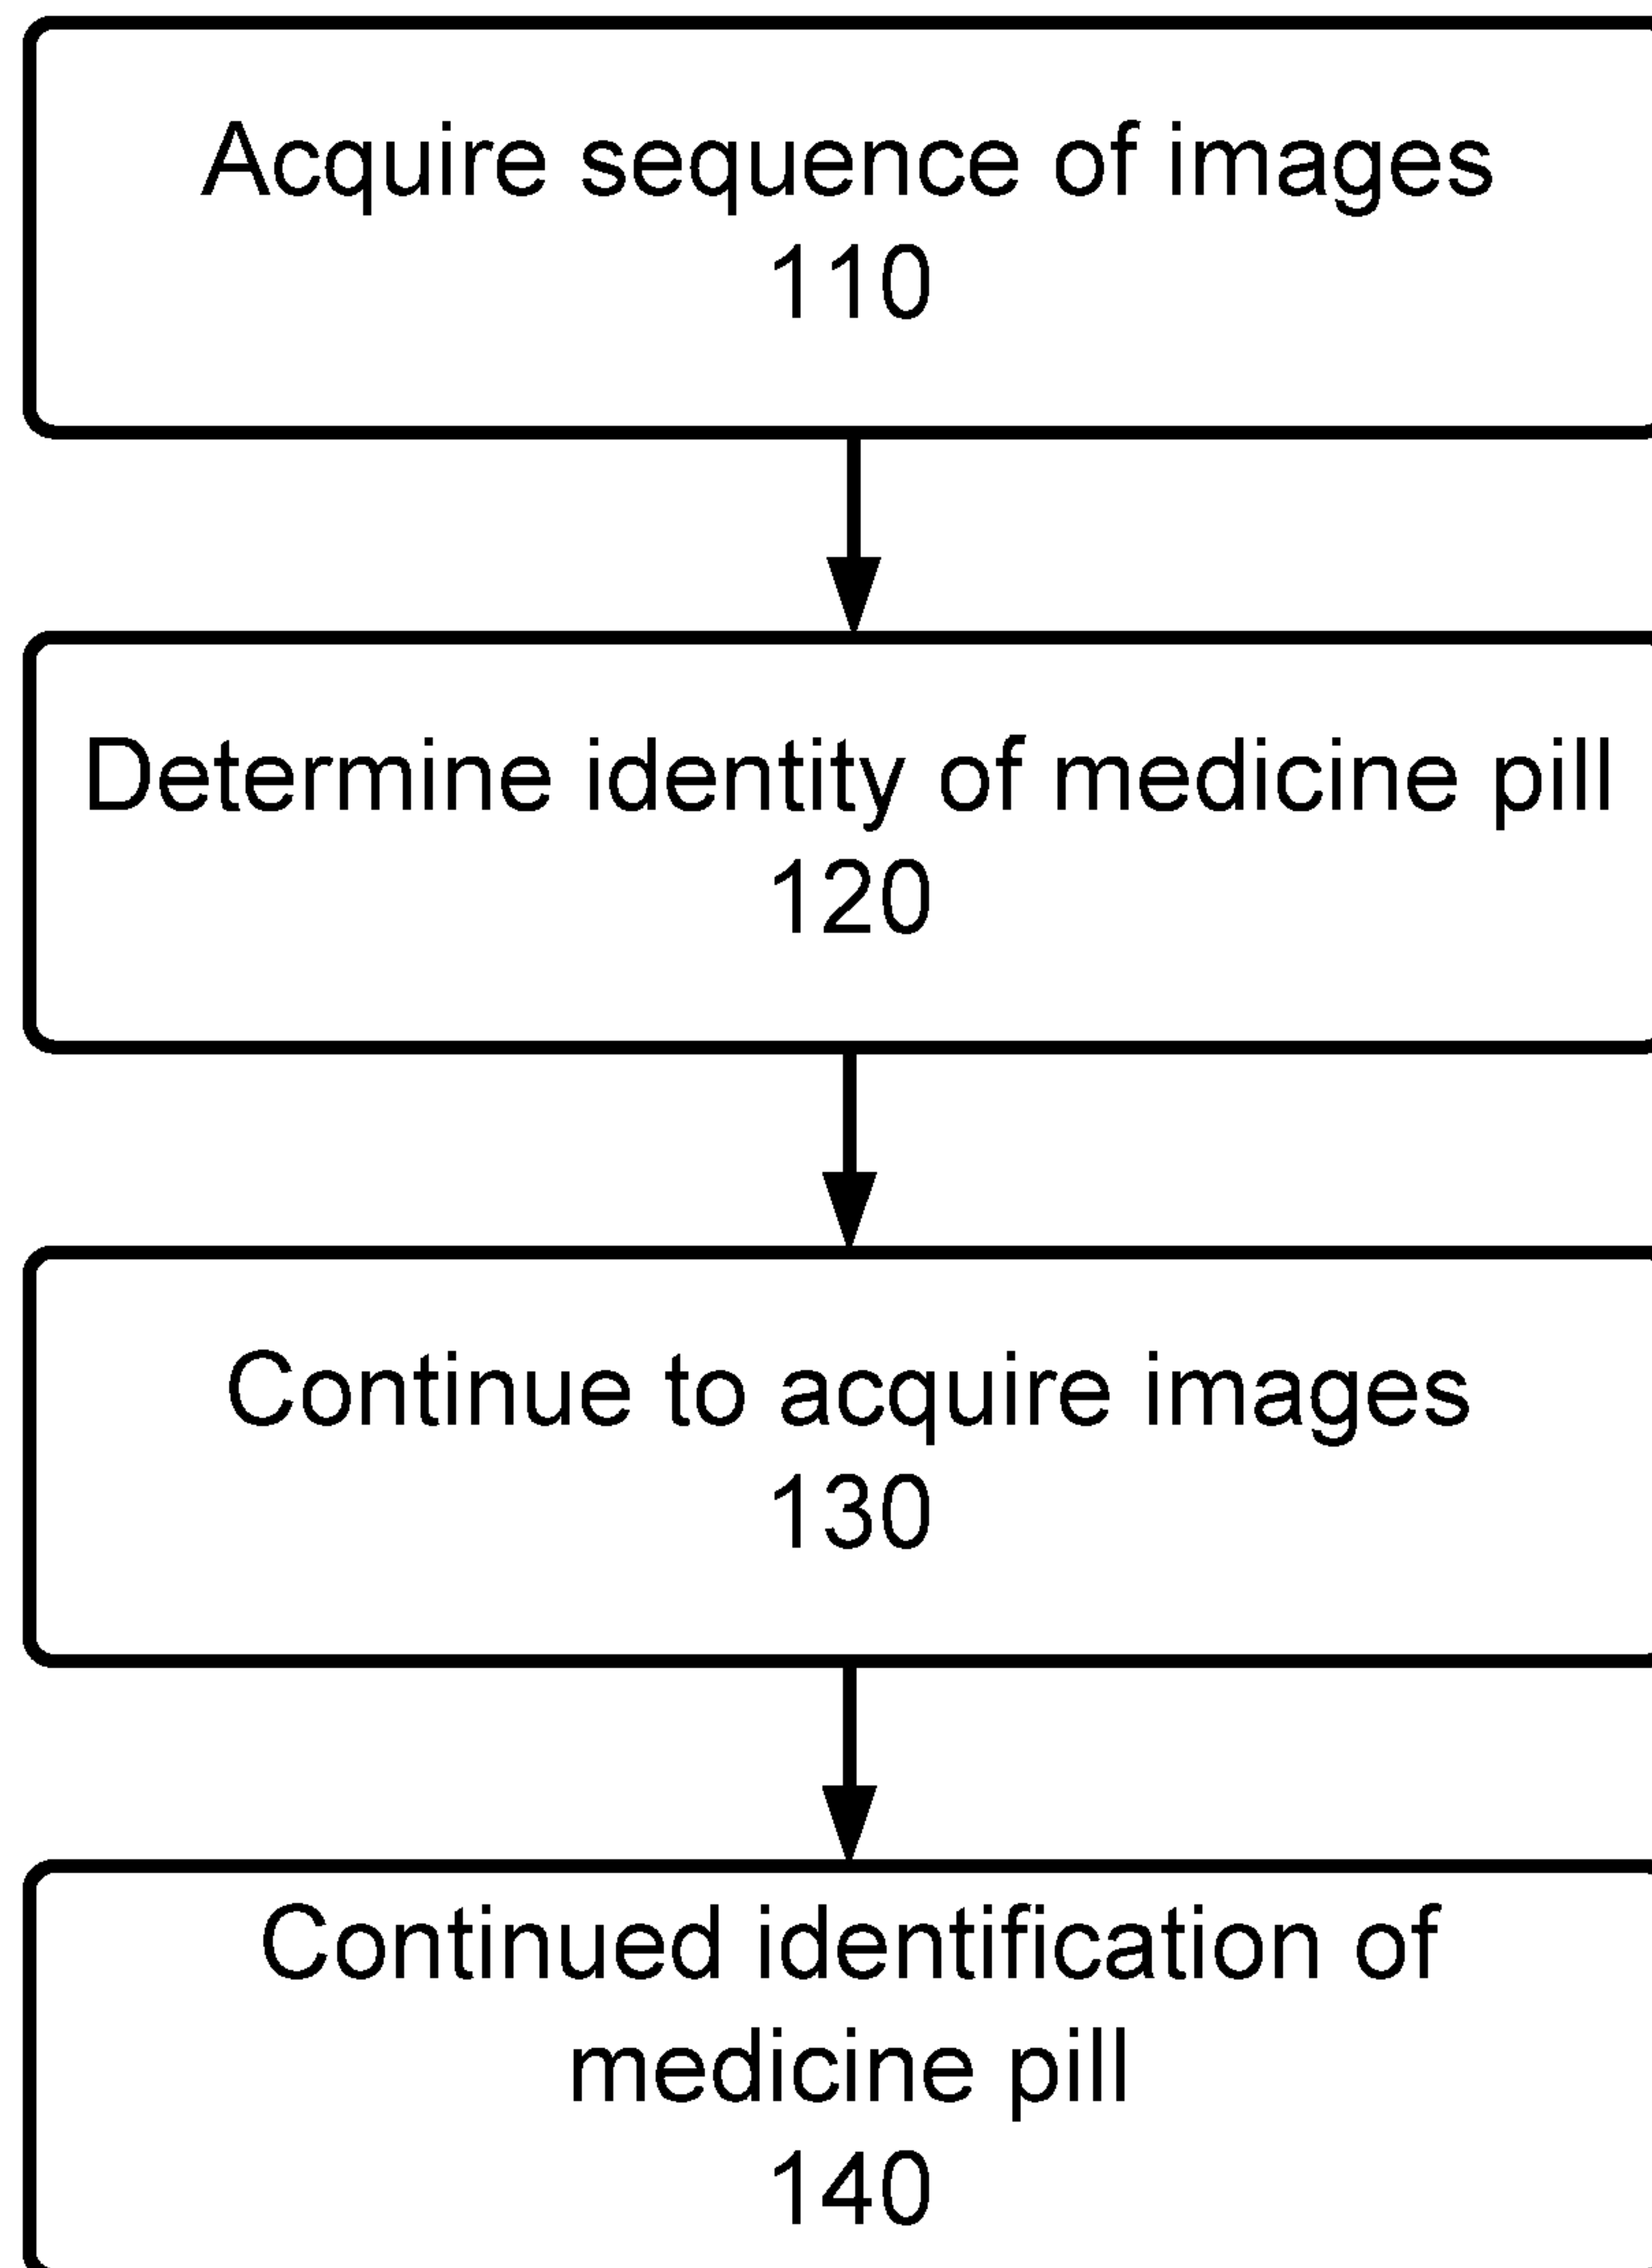 Acquire sequence of images
110
Determine identity of medicine pill
120
Continue to acquire images
130
Continued identification of
medicine pill
140